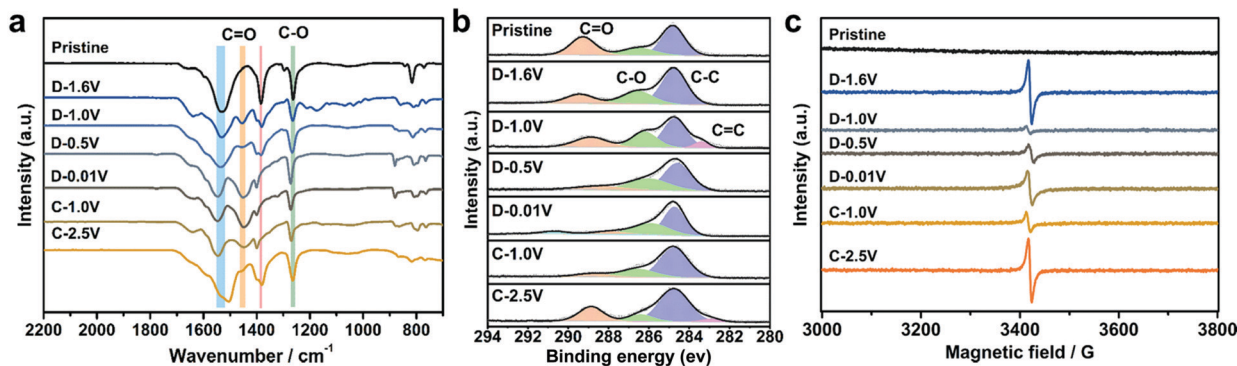 a
C=O
C-O
Pristine
D-1.6V
D-1.0V
D-0.5V
D-0.01V
C-1.0V
C-2.5V
Intensity (a.u.)
2200 2000 1800 1600 1400 1200 1000 800
Wavenumber / cm⁻¹
b
Pristine
C=O
D-1.6V
C-O
C-C
D-1.0V
C=C
D-0.5V
D-0.01V
C-1.0V
C-2.5V
Intensity (a.u.)
294 292 290 288 286 284 282 280
Binding energy (ev)
c
Pristine
D-1.6V
D-1.0V
D-0.5V
D-0.01V
C-1.0V
C-2.5V
Intensity (a.u.)
3000 3200 3400 3600 3800
Magnetic field / G